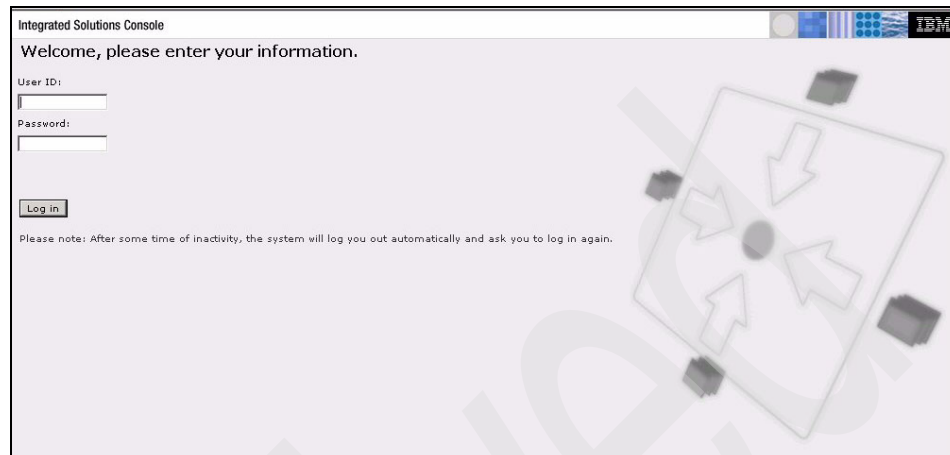 Integrated Solutions Console
IBM
Welcome, please enter your information.
User ID:
Password:
Log in
Please note: After some time of inactivity, the system will log you out automatically and ask you to log in again.